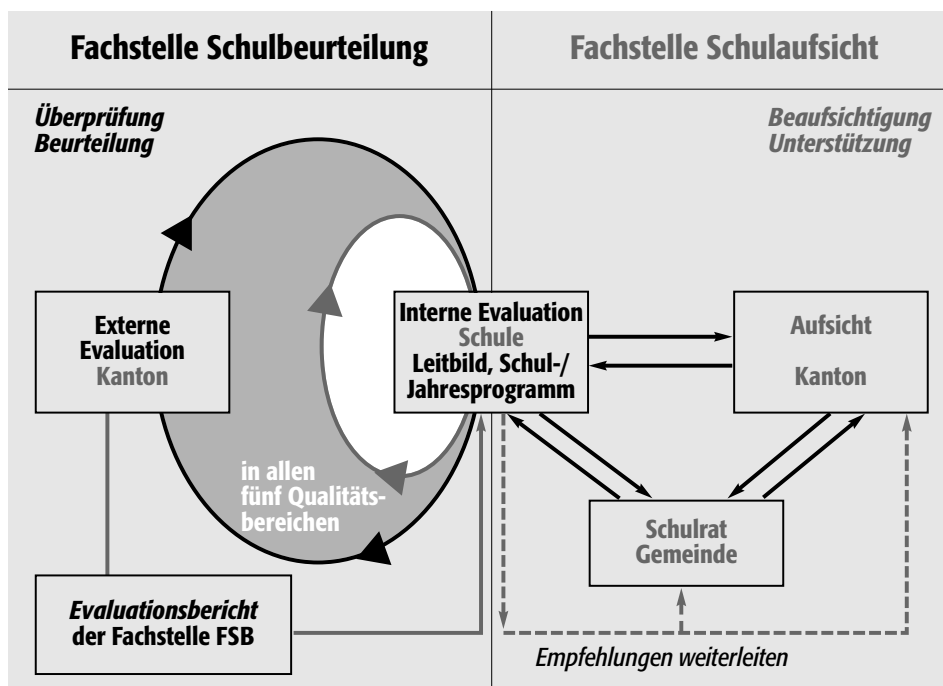 Fachstelle Schulbeurteilung
Fachstelle Schulaufsicht
Überprüfung
Beurteilung
Beaufsichtigung
Unterstützung
Externe
Evaluation
Kanton
Interne Evaluation
Schule
Leitbild, Schul-/
Jahresprogramm
Aufsicht
Kanton
in allen
fünf Qualitäts-
bereichen
Schulrat
Gemeinde
Evaluationsbericht
der Fachstelle FSB
Empfehlungen weiterleiten